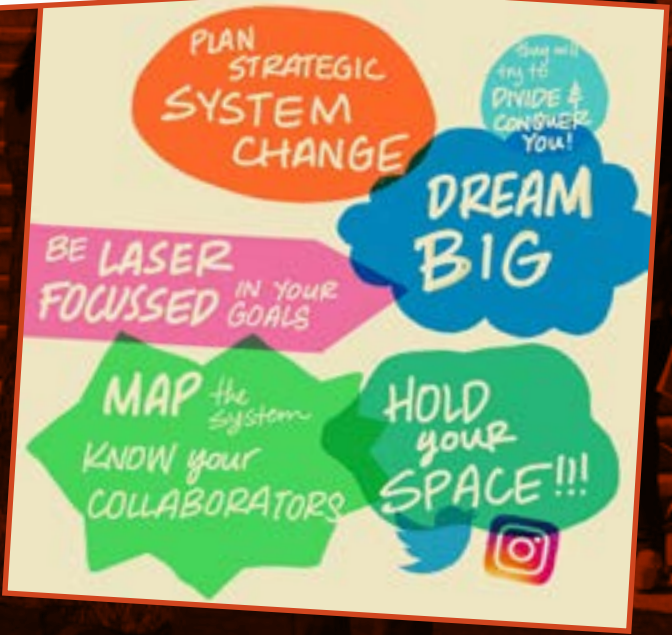 PLAN
STRATEGIC
SYSTEM
CHANGE
they will
try to
DIVIDE &
CONQUER
YOU!
DREAM
BIG
BE LASER
FOCUSSED IN YOUR
GOALS
MAP the
system
KNOW your
COLLABORATORS
HOLD
your
SPACE!!!